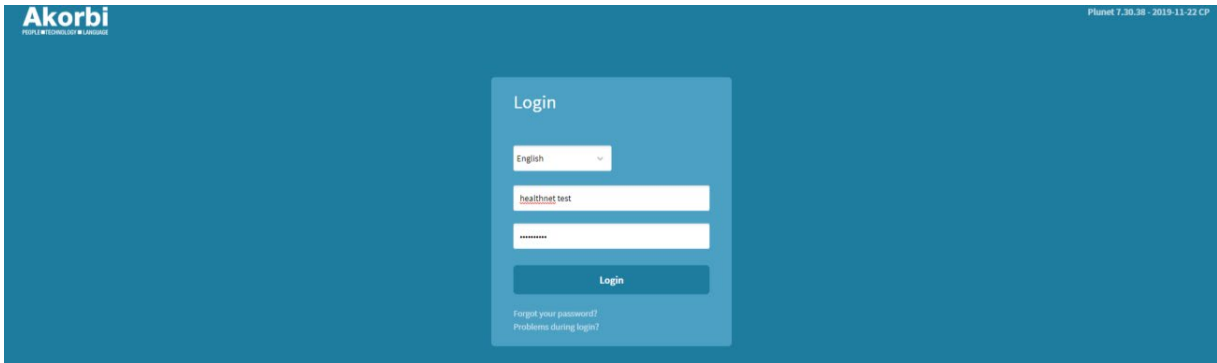 Akorbi
PEOPLE■TECHNOLOGY■LANGUAGE
Plunet 7.30.38 - 2019-11-22 CP
Login
English
healthnet test
••••••••••
Login
Forgot your password?
Problems during login?